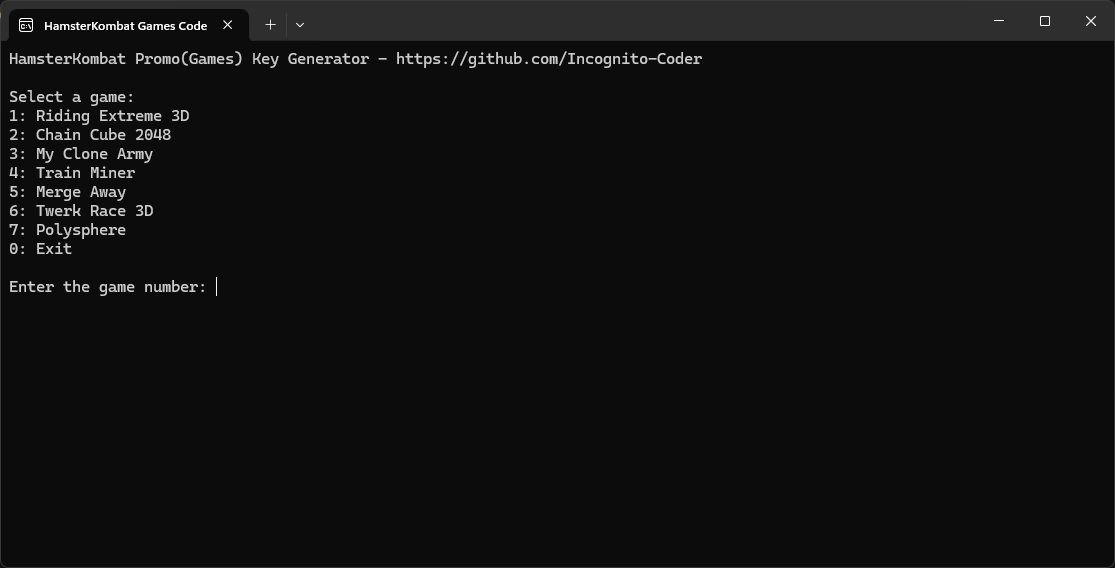 HamsterKombat Games Code
HamsterKombat Promo(Games) Key Generator - https://github.com/Incognito-Coder
Select a game:
1: Riding Extreme 3D
2: Chain Cube 2048
3: My Clone Army
4: Train Miner
5: Merge Away
6: Twerk Race 3D
7: Polysphere
0: Exit
Enter the game number: